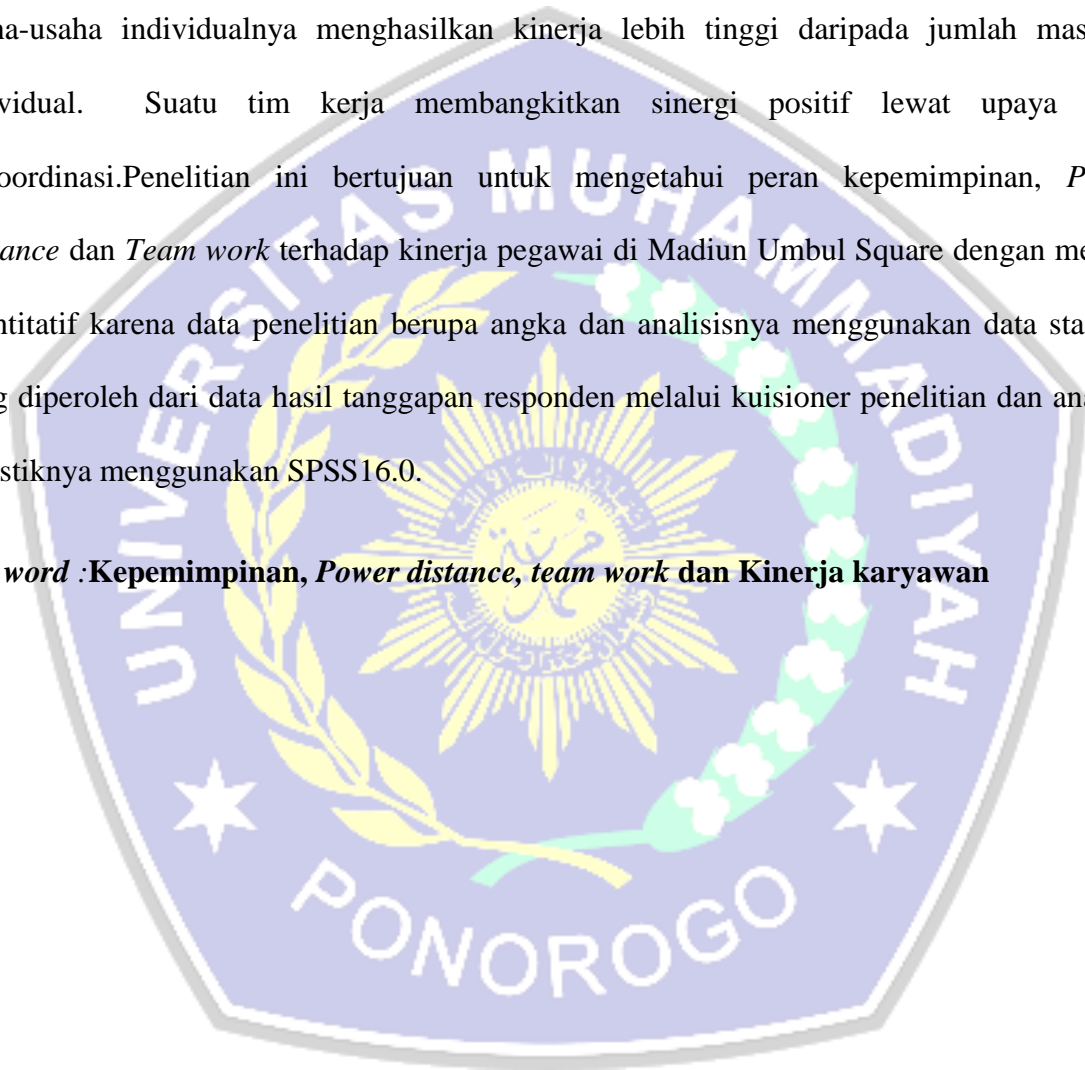 na-usaha individualnya menghasilkan kinerja lebih tinggi daripada jumlah mas
vidual. Suatu tim kerja membangkitkan sinergi positif lewat upaya
oordinasi.Penelitian ini bertujuan untuk mengetahui peran kepemimpinan, P
ance dan Team work terhadap kinerja pegawai di Madiun Umbul Square dengan me
ntitatif karena data penelitian berupa angka dan analisisnya menggunakan data sta
g diperoleh dari data hasil tanggapan responden melalui kuisioner penelitian dan ana
stiknya menggunakan SPSS16.0.
word :Kepemimpinan, Power distance, team work dan Kinerja karyawan
UNIVERSITAS MUHAMMADIYAH
PONOROGO